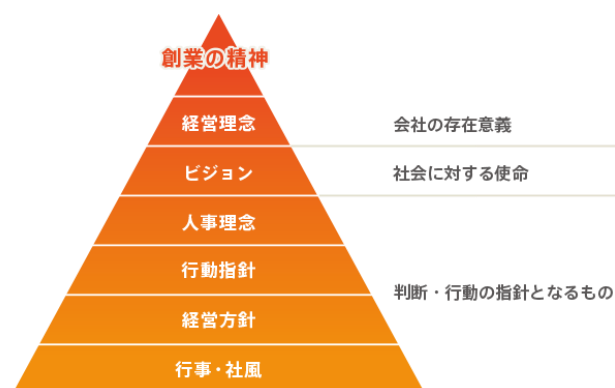 創業の精神
経営理念
会社の存在意義
ビジョン
社会に対する使命
人事理念
行動指針
判断・行動の指針となるもの
経営方針
行事・社風